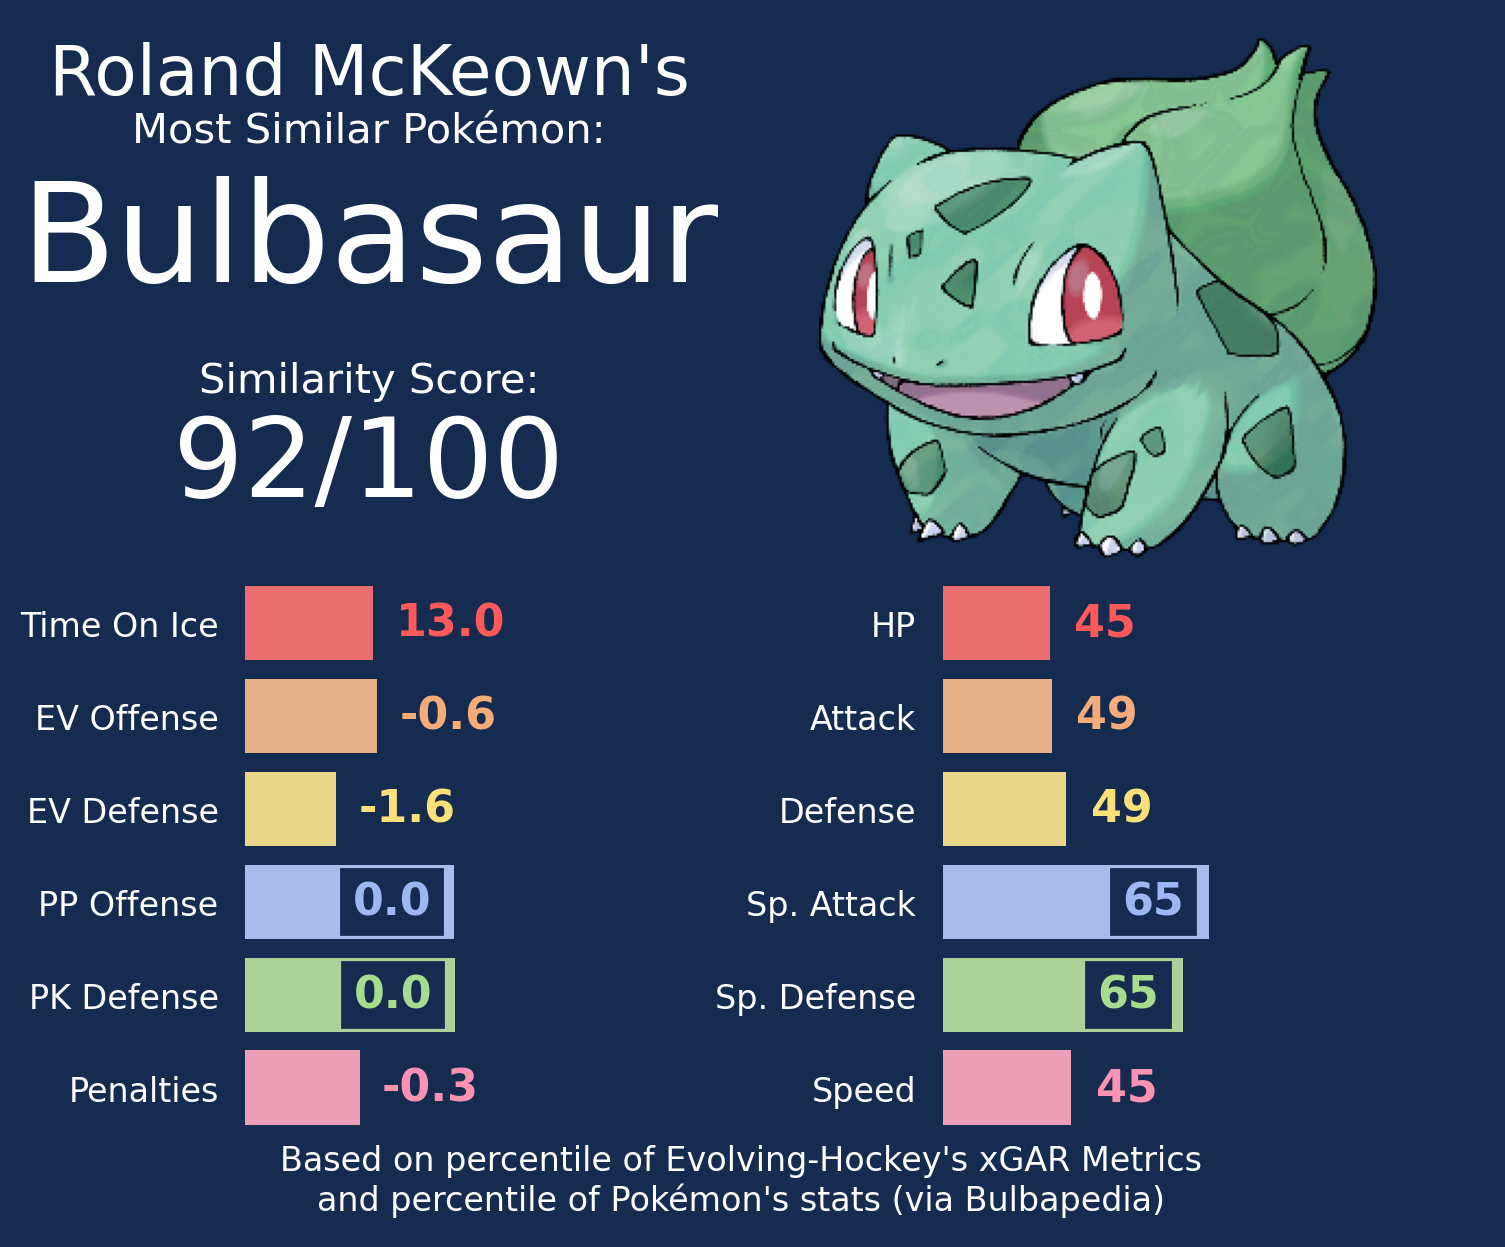 Roland McKeown's
Most Similar Pokémon:
Bulbasaur
Similarity Score:
92/100
Time On Ice 13.0
EV Offense -0.6
EV Defense -1.6
PP Offense 0.0
PK Defense 0.0
Penalties -0.3
HP 45
Attack 49
Defense 49
Sp. Attack 65
Sp. Defense 65
Speed 45
Based on percentile of Evolving-Hockey's xGAR Metrics
and percentile of Pokémon's stats (via Bulbapedia)